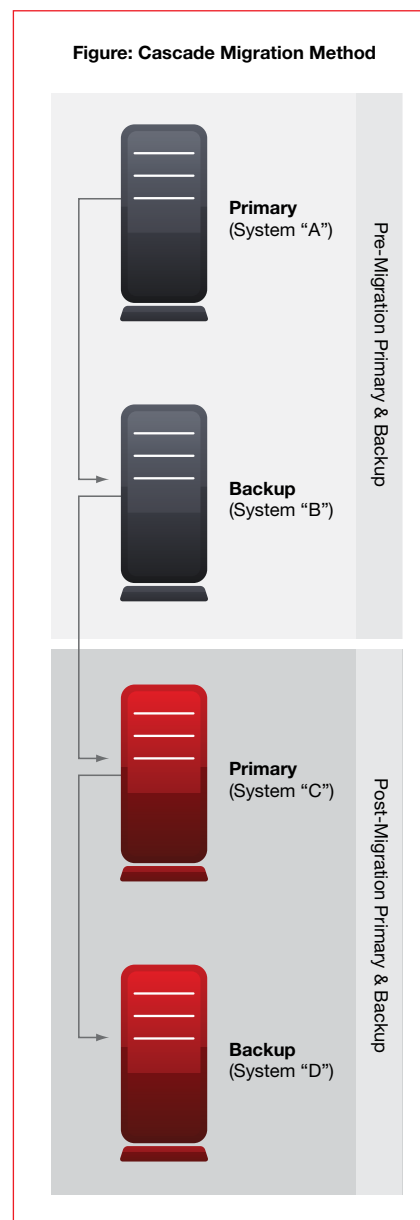 Figure: Cascade Migration Method
Primary
(System “A”)
Pre-Migration Primary & Backup
Backup
(System “B”)
Primary
(System “C”)
Post-Migration Primary & Backup
Backup
(System “D”)